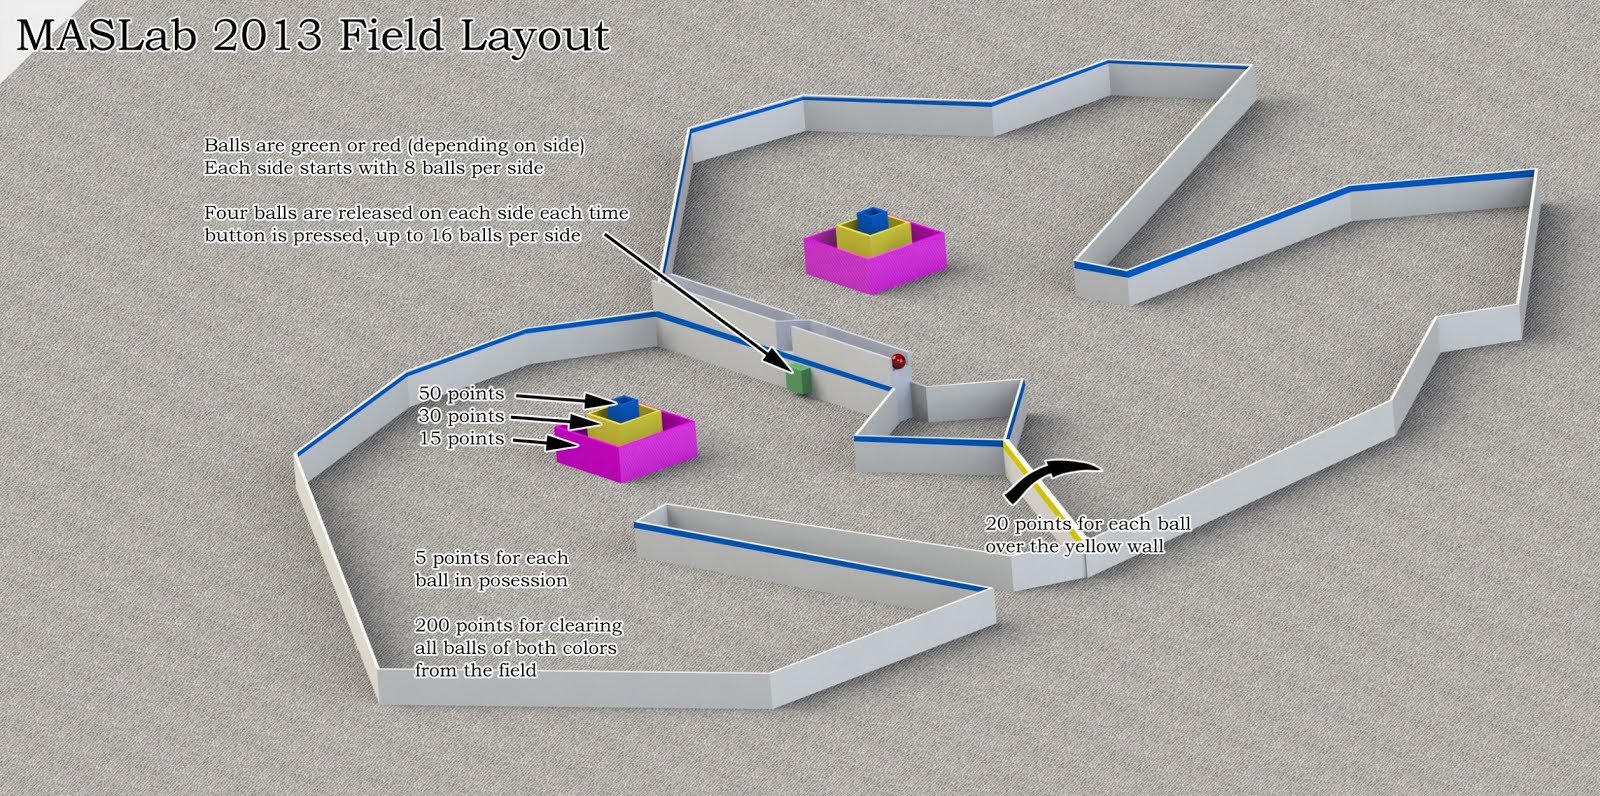 MASLab 2013 Field Layout
Balls are green or red (depending on side)
Each side starts with 8 balls per side
Four balls are released on each side each time
button is pressed, up to 16 balls per side
50 points
30 points
15 points
20 points for each ball
over the yellow wall
5 points for each
ball in posession
200 points for clearing
all balls of both colors
from the field